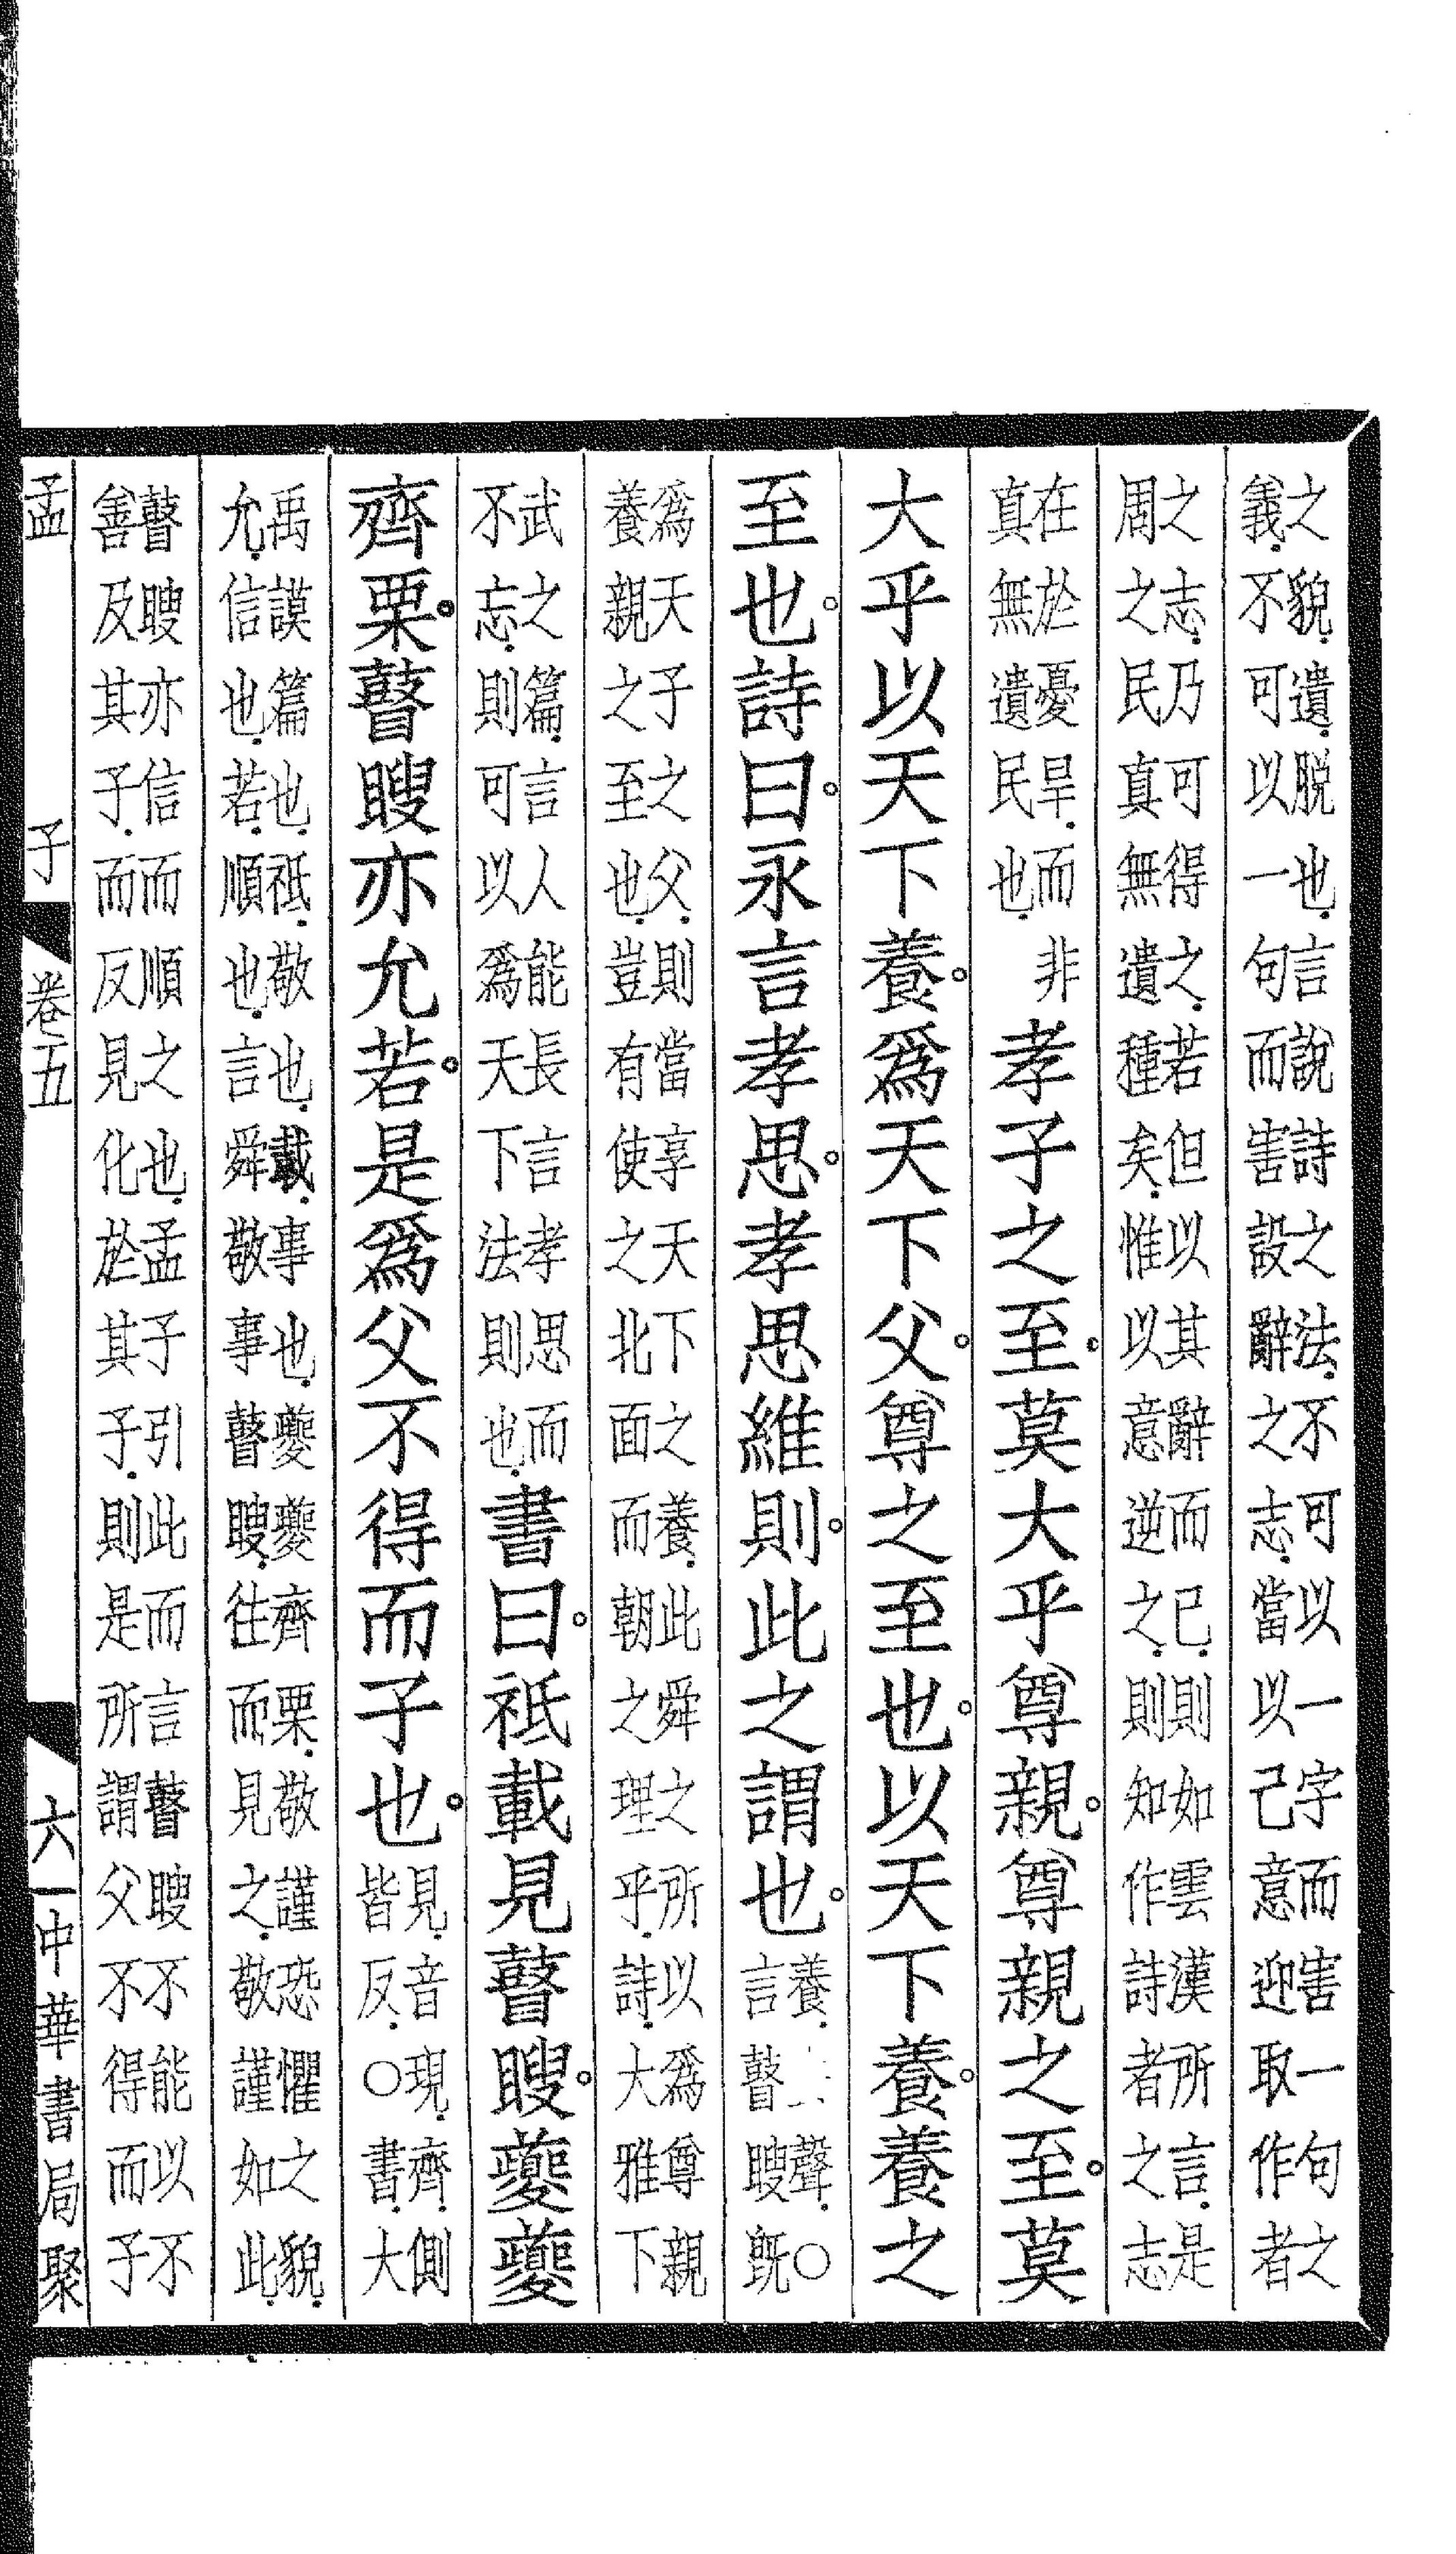 之貌。遺。脫也。言說詩之法。不可以一字而害一句之
義。不可以一句而害設辭之志。當以己意迎取作者
之志。乃可得之。若但以其辭而已。則如雲漢所言。是
周之民真無遺種矣。惟以意逆之。則知作詩者之志
在於憂旱。而非
真無遺民也。
孝子之至。莫大乎尊親。尊親之至。莫
大乎以天下養。爲天下父。尊之至也。以天下養。養之
至也。詩曰。永言孝思。孝思維則。此之謂也。
養。聲。○
言瞽瞍既
爲天子之父。則當享天下之養。此舜之所以爲尊親
養親之至也。豈有使之北面而朝之理乎。詩。大雅下
武之篇。言人能長言孝思而
不忘。則可以爲天下法則也。
書曰。祗載見瞽瞍。夔夔
齊栗。瞽瞍亦允若。是爲父不得而子也。
見。音現。齊。側
皆反。○書。大
禹謨篇也。祗。敬也。載。事也。夔夔齊栗。敬謹恐懼之貌。
允。信也。若。順也。言舜敬事瞽瞍。往而見之。敬謹如此。
瞽瞍亦信而順之也。孟子引此而言瞽瞍不能以不
善及其子。而反見化於其子。則是所謂父不得而子
孟子 卷五 六一中華書局聚